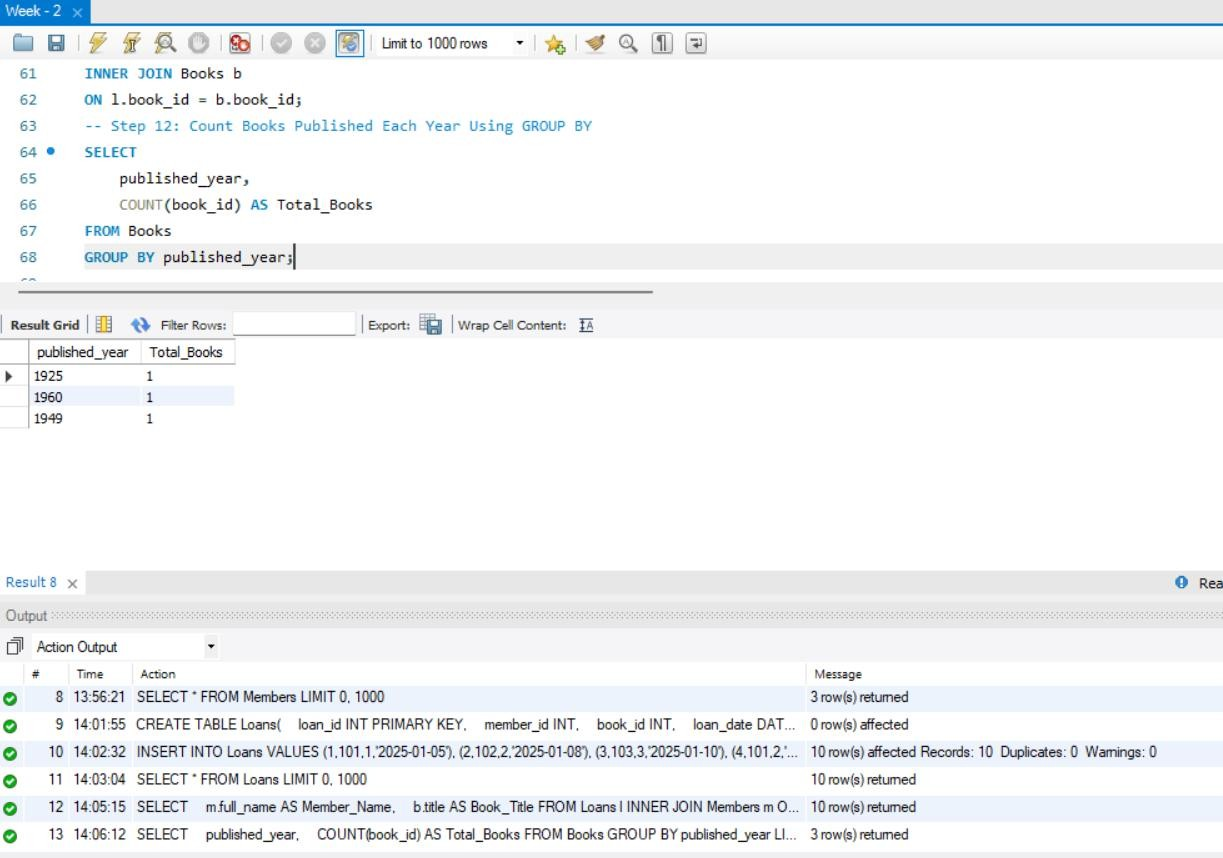 Week - 2
Limit to 1000 rows
61 INNER JOIN Books b
62 ON l.book_id = b.book_id;
63 -- Step 12: Count Books Published Each Year Using GROUP BY
64 SELECT
65 published_year,
66 COUNT(book_id) AS Total_Books
67 FROM Books
68 GROUP BY published_year;
Result Grid Filter Rows: Export: Wrap Cell Content:
published_year Total_Books
1925 1
1960 1
1949 1
Result 8 Rea
Output
Action Output
# Time Action Message
8 13:56:21 SELECT * FROM Members LIMIT 0, 1000 3 row(s) returned
9 14:01:55 CREATE TABLE Loans( loan_id INT PRIMARY KEY, member_id INT, book_id INT, loan_date DAT... 0 row(s) affected
10 14:02:32 INSERT INTO Loans VALUES (1,101,1,'2025-01-05'), (2,102,2,'2025-01-08'), (3,103,3,'2025-01-10'), (4,101,2,'... 10 row(s) affected Records: 10 Duplicates: 0 Warnings: 0
11 14:03:04 SELECT * FROM Loans LIMIT 0, 1000 10 row(s) returned
12 14:05:15 SELECT m.full_name AS Member_Name, b.title AS Book_Title FROM Loans l INNER JOIN Members m O... 10 row(s) returned
13 14:06:12 SELECT published_year, COUNT(book_id) AS Total_Books FROM Books GROUP BY published_year LI... 3 row(s) returned